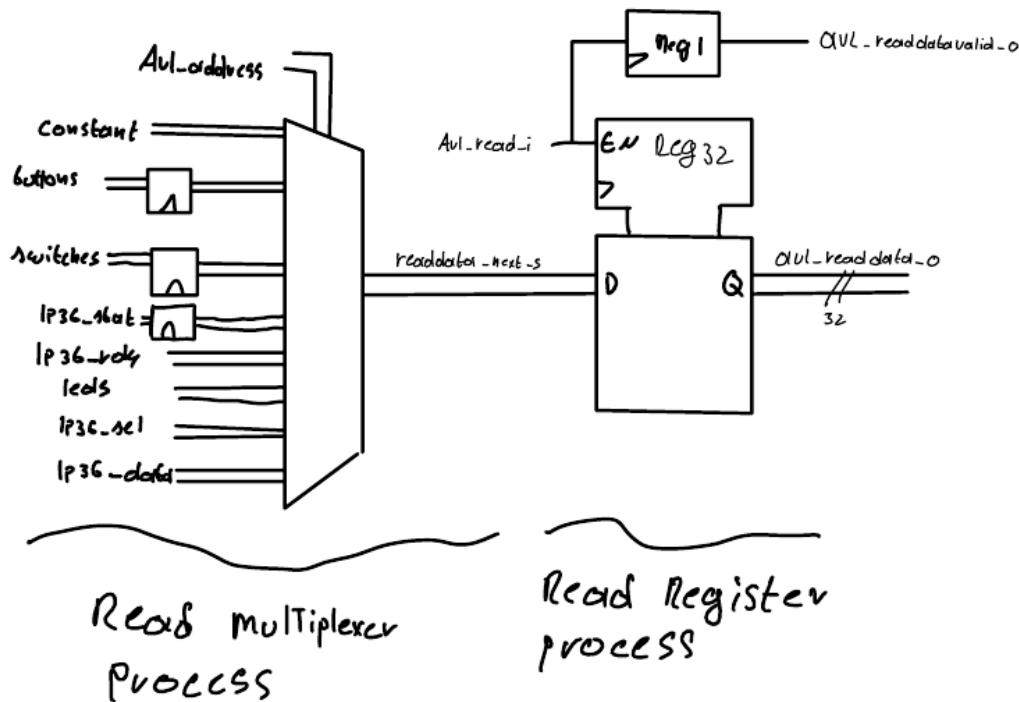 Avl_address
constant
buttons
switches
lp36_stat
lp36_rdy
leds
lp36_sel
lp36_data
readdata_next_s
Avl_read_i
Reg1
avl_readdatavalid_o
EN Reg32
D
Q
avl_readdata_o
32
Read multiplexer
process
Read Register
process